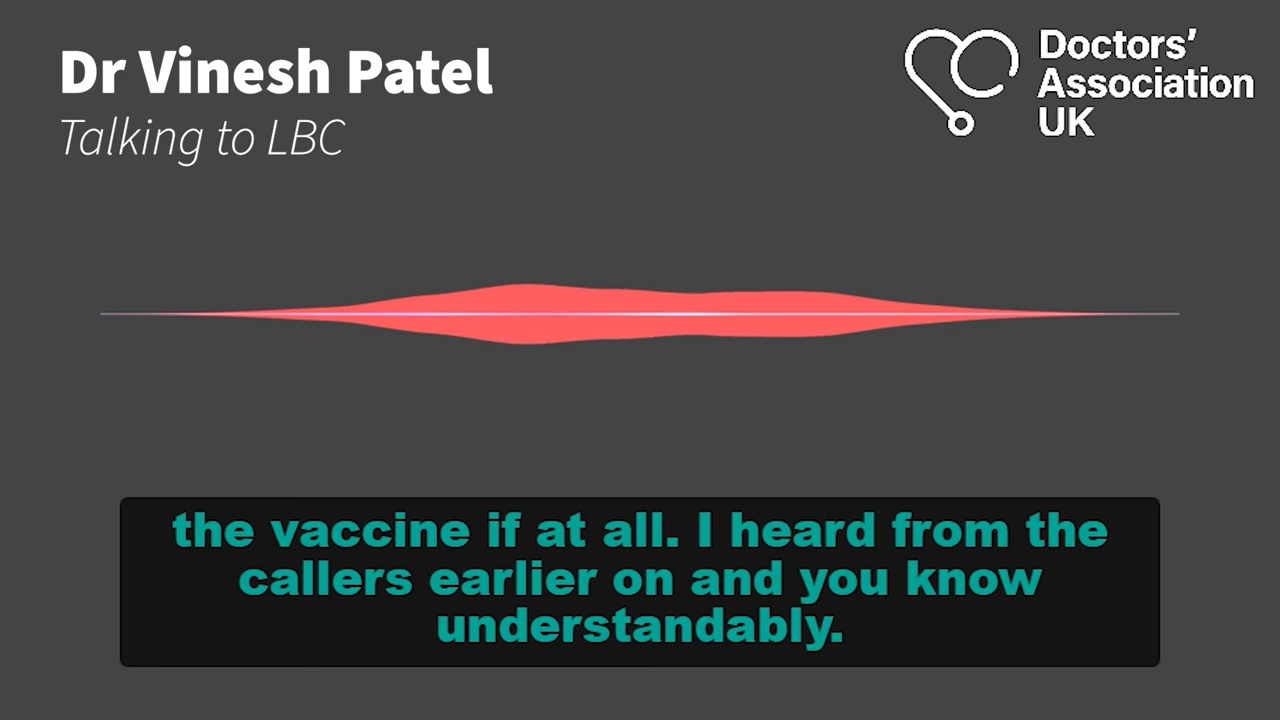 Dr Vinesh Patel
Talking to LBC
Doctors'
Association
UK
the vaccine if at all. I heard from the
callers earlier on and you know
understandably.